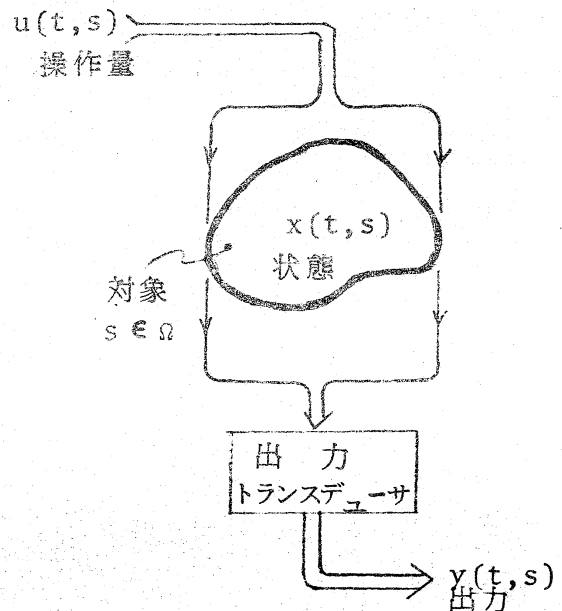 u(t,s)
操作量
x(t,s)
状態
対象
s ∈ Ω
出 力
トランスデューサ
y(t,s)
出力